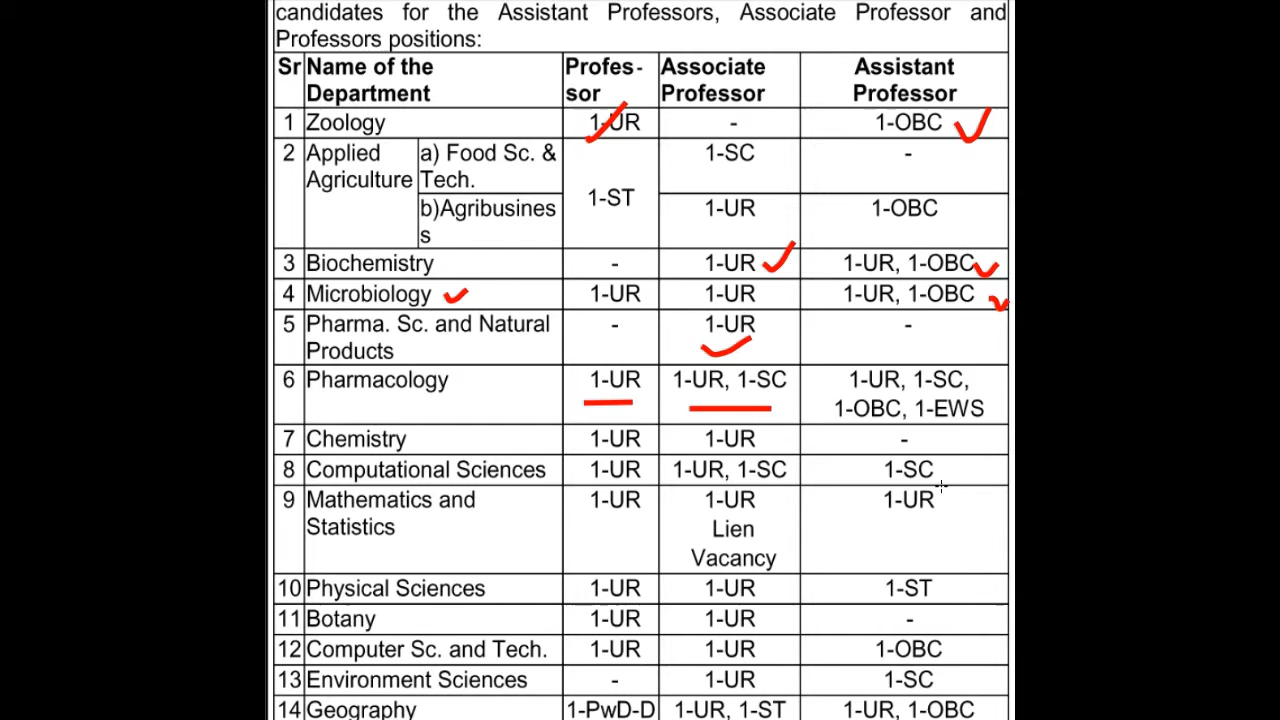 candidates for the Assistant Professors, Associate Professor and
Professors positions:
Sr Name of the Department Profes-sor Associate Professor Assistant Professor
1 Zoology 1-UR - 1-OBC
2 Applied Agriculture a) Food Sc. & Tech. 1-ST 1-SC -
b)Agribusiness 1-UR 1-OBC
3 Biochemistry - 1-UR 1-UR, 1-OBC
4 Microbiology 1-UR 1-UR 1-UR, 1-OBC
5 Pharma. Sc. and Natural Products - 1-UR -
6 Pharmacology 1-UR 1-UR, 1-SC 1-UR, 1-SC, 1-OBC, 1-EWS
7 Chemistry 1-UR 1-UR -
8 Computational Sciences 1-UR 1-UR, 1-SC 1-SC
9 Mathematics and Statistics 1-UR 1-UR Lien Vacancy 1-UR
10 Physical Sciences 1-UR 1-UR 1-ST
11 Botany 1-UR 1-UR -
12 Computer Sc. and Tech. 1-UR 1-UR 1-OBC
13 Environment Sciences - 1-UR 1-SC
14 Geography 1-PwD-D 1-UR, 1-ST 1-UR, 1-OBC